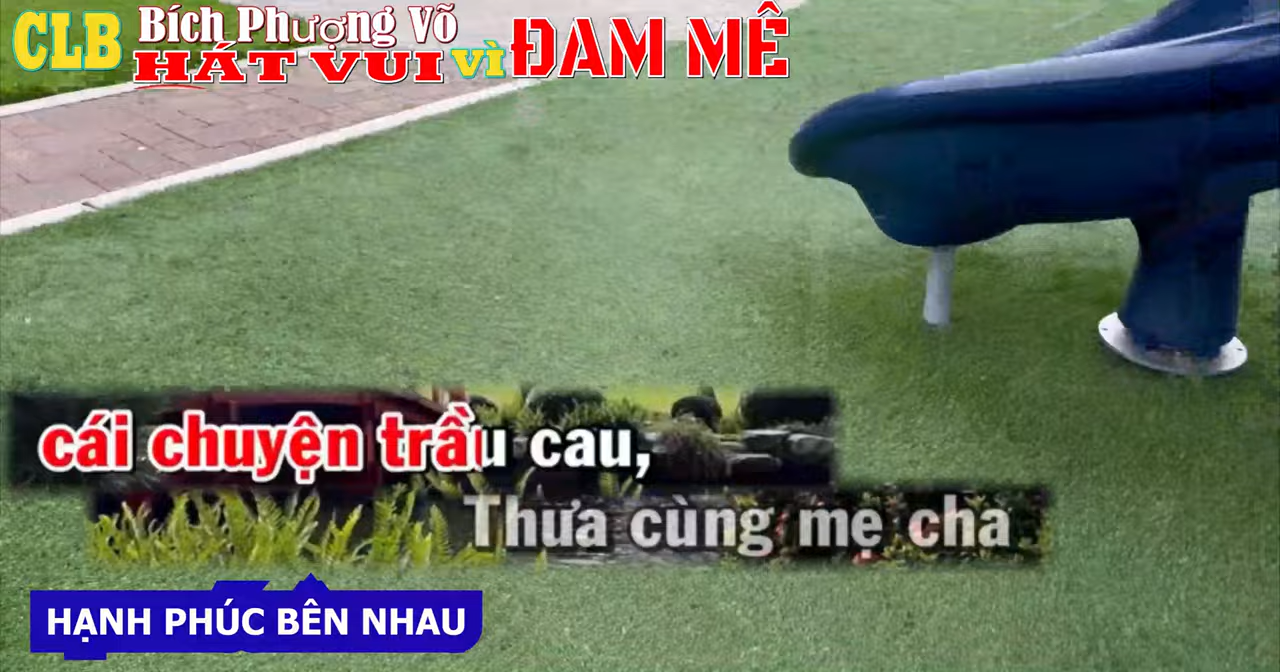 CLB Bích Phượng Võ
HÁT VUI vì ĐAM MÊ
cái chuyện trầu cau,
Thưa cùng mẹ cha
HẠNH PHÚC BÊN NHAU